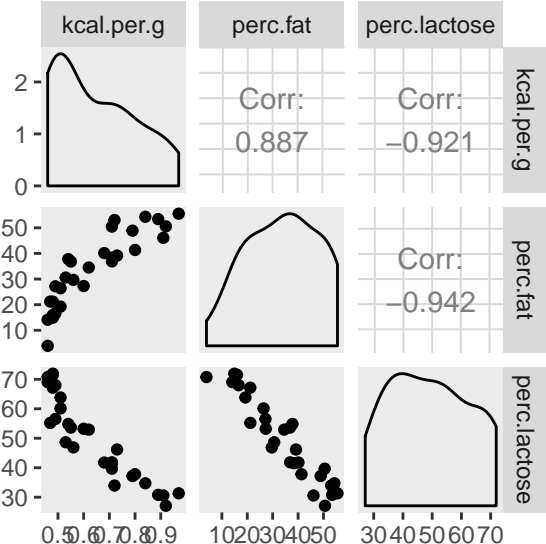 kcal.per.g perc.fat perc.lactose
2
1
0
Corr:
0.887
Corr:
−0.921
kcal.per.g
50
40
30
20
10
Corr:
−0.942
perc.fat
70
60
50
40
30
perc.lactose
0.5 0.6 0.7 0.8 0.9 10 20 30 40 50 30 40 50 60 70